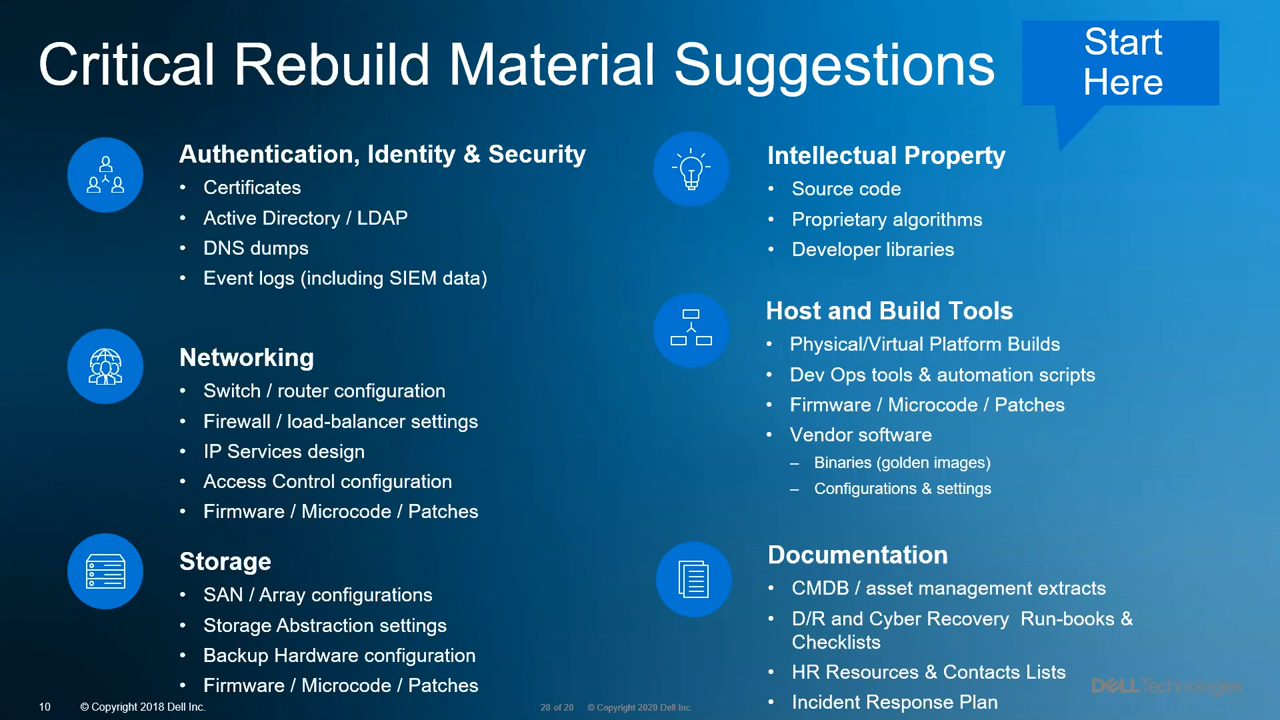 Critical Rebuild Material Suggestions
Start
Here
Authentication, Identity & Security
• Certificates
• Active Directory / LDAP
• DNS dumps
• Event logs (including SIEM data)
Networking
• Switch / router configuration
• Firewall / load-balancer settings
• IP Services design
• Access Control configuration
• Firmware / Microcode / Patches
Storage
• SAN / Array configurations
• Storage Abstraction settings
• Backup Hardware configuration
• Firmware / Microcode / Patches
Intellectual Property
• Source code
• Proprietary algorithms
• Developer libraries
Host and Build Tools
• Physical/Virtual Platform Builds
• Dev Ops tools & automation scripts
• Firmware / Microcode / Patches
• Vendor software
– Binaries (golden images)
– Configurations & settings
Documentation
• CMDB / asset management extracts
• D/R and Cyber Recovery Run-books &
Checklists
• HR Resources & Contacts Lists
• Incident Response Plan
DELL Technologies
10 © Copyright 2018 Dell Inc.
28 of 20 © Copyright 2020 Dell Inc.